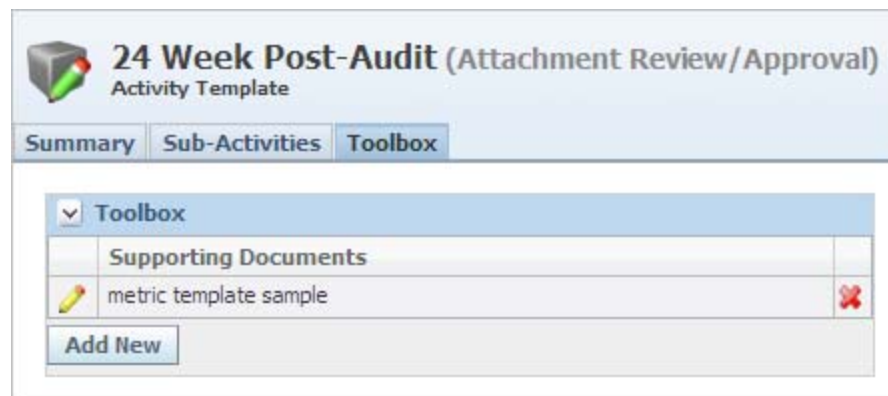 24 Week Post-Audit (Attachment Review/Approval)
Activity Template
Summary Sub-Activities Toolbox
Toolbox
Supporting Documents
metric template sample
Add New